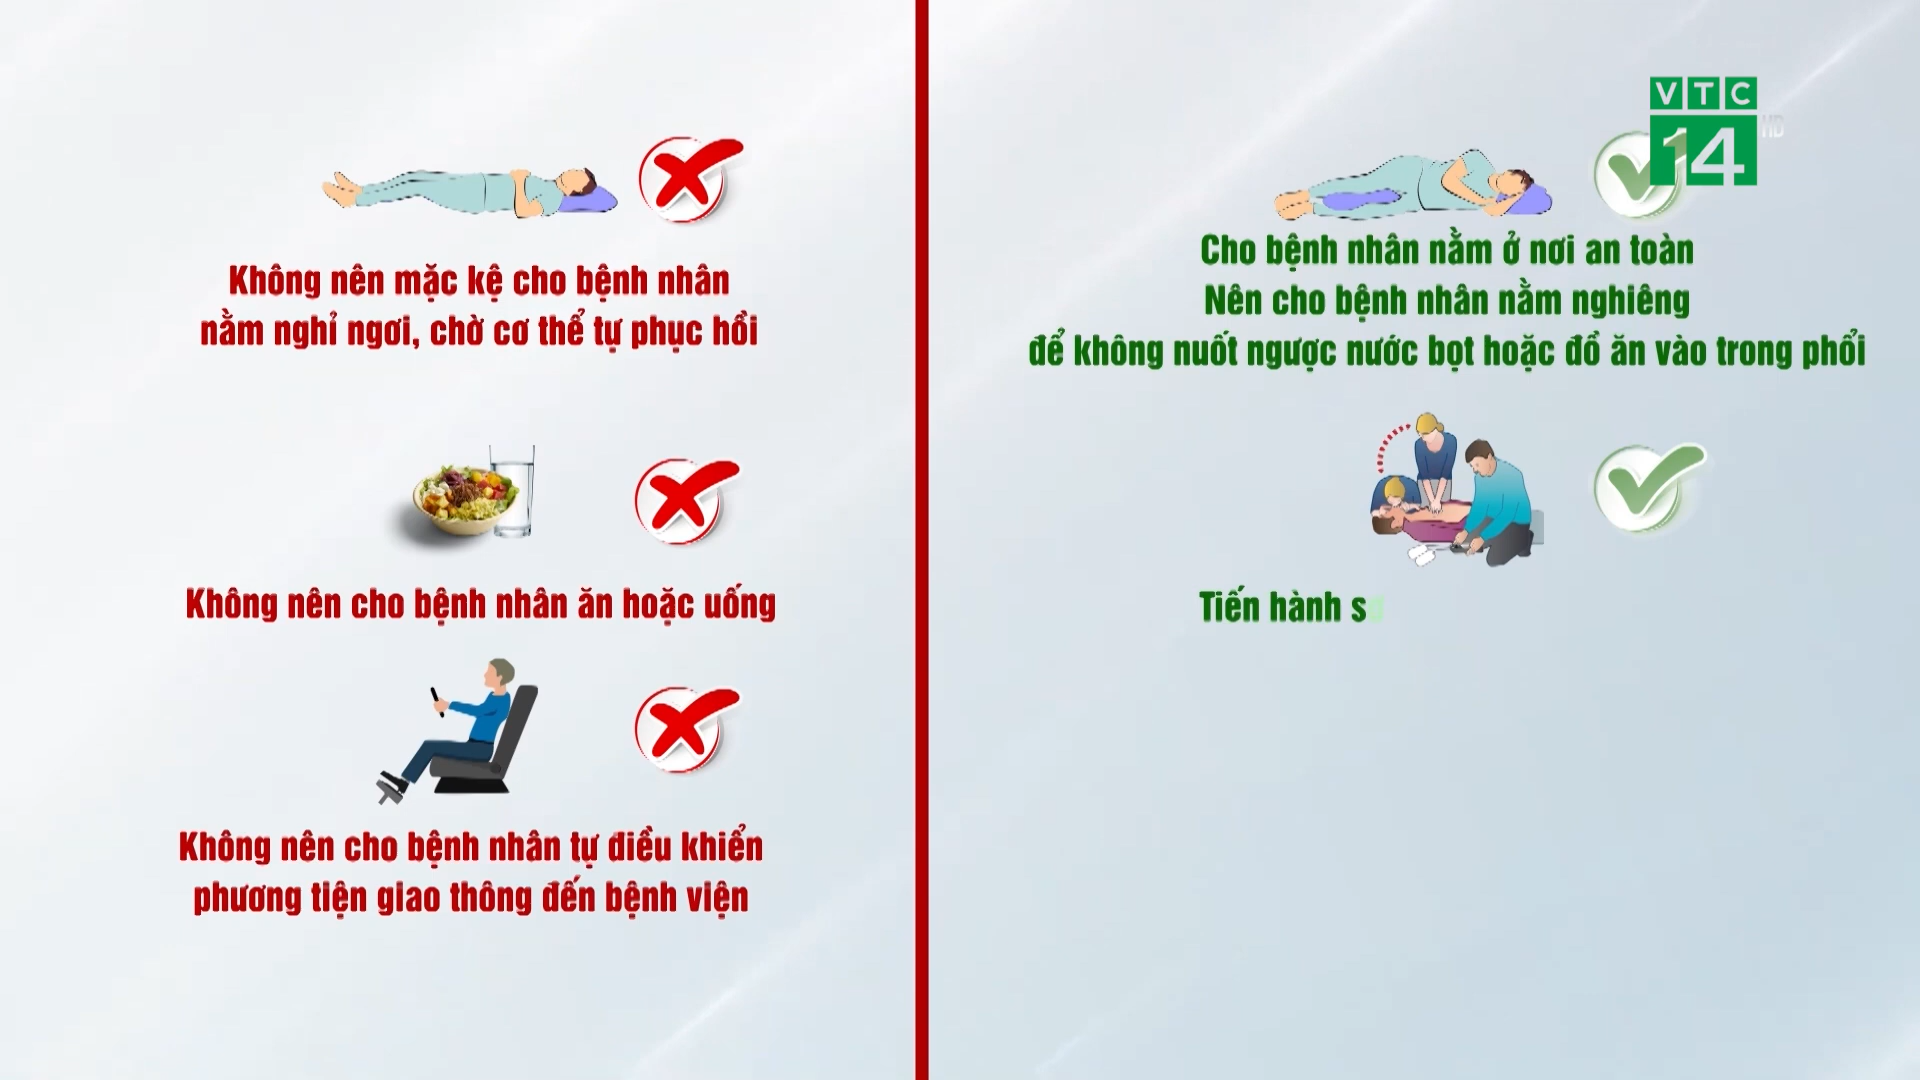 Không nên mặc kệ cho bệnh nhân
nằm nghỉ ngơi, chờ cơ thể tự phục hồi
Không nên cho bệnh nhân ăn hoặc uống
Không nên cho bệnh nhân tự điều khiển
phương tiện giao thông đến bệnh viện
VTC
14 HD
Cho bệnh nhân nằm ở nơi an toàn
Nên cho bệnh nhân nằm nghiêng
để không nuốt ngược nước bọt hoặc đồ ăn vào trong phổi
Tiến hành s